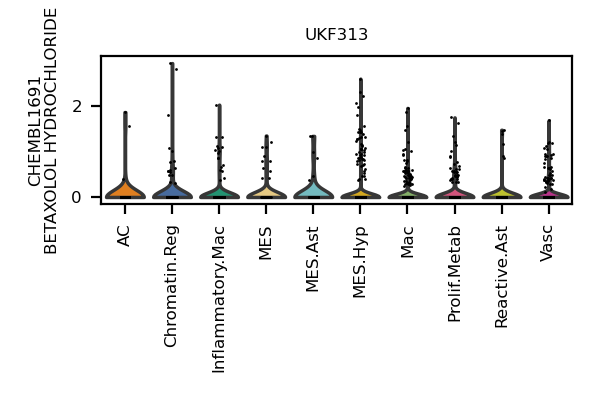 UKF313
CHEMBL1691
BETAXOLOL HYDROCHLORIDE
2
0
AC
Chromatin.Reg
Inflammatory.Mac
MES
MES.Ast
MES.Hyp
Mac
Prolif.Metab
Reactive.Ast
Vasc